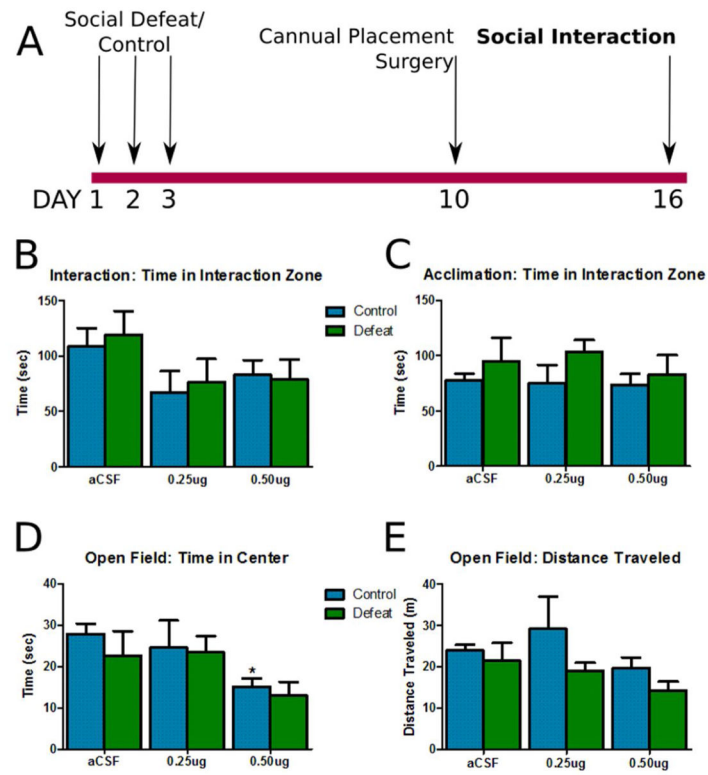 A
Social Defeat/
Control
Cannual Placement
Surgery
Social Interaction
DAY 1 2 3 10 16
B
Interaction: Time in Interaction Zone
150
100
50
0
Time (sec)
aCSF 0.25ug 0.50ug
Control
Defeat
C
Acclimation: Time in Interaction Zone
150
100
50
0
Time (sec)
aCSF 0.25ug 0.50ug
D
Open Field: Time in Center
40
30
20
10
0
Time (sec)
*
aCSF 0.25ug 0.50ug
Control
Defeat
E
Open Field: Distance Traveled
40
30
20
10
0
Distance Traveled (m)
aCSF 0.25ug 0.50ug